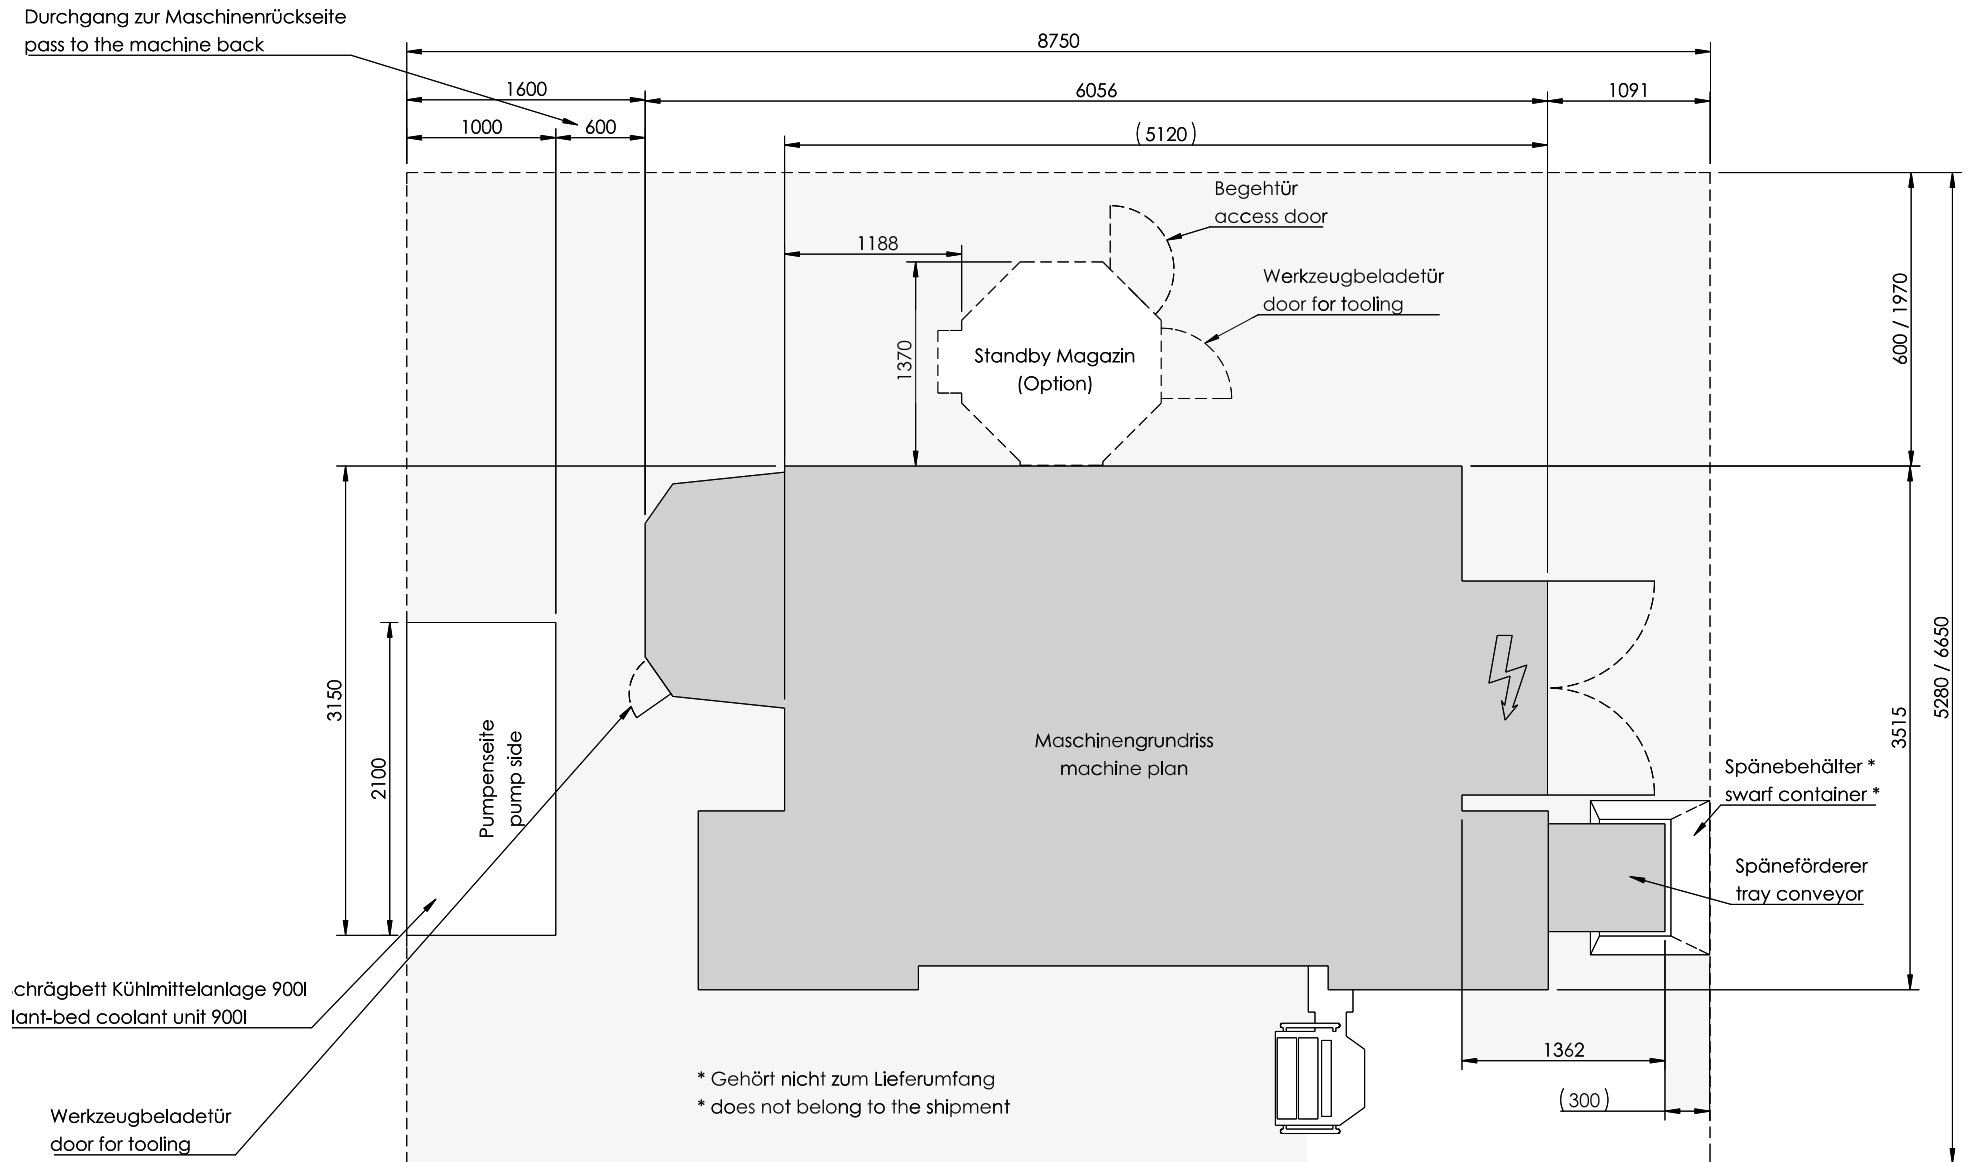 Durchgang zur Maschinenrückseite
pass to the machine back
8750
1600
6056
1091
1000
600
(5120)
Begehtür
access door
1188
Werkzeugbeladetür
door for tooling
600 / 1970
1370
Standby Magazin
(Option)
3150
2100
Pumpenseite
pump side
Maschinengrundriss
machine plan
3515
5280 / 6650
Spänebehälter *
swarf container *
Späneförderer
tray conveyor
chrägbett Kühlmittelanlage 900l
lant-bed coolant unit 900l
1362
(300)
* Gehört nicht zum Lieferumfang
* does not belong to the shipment
Werkzeugbeladetür
door for tooling